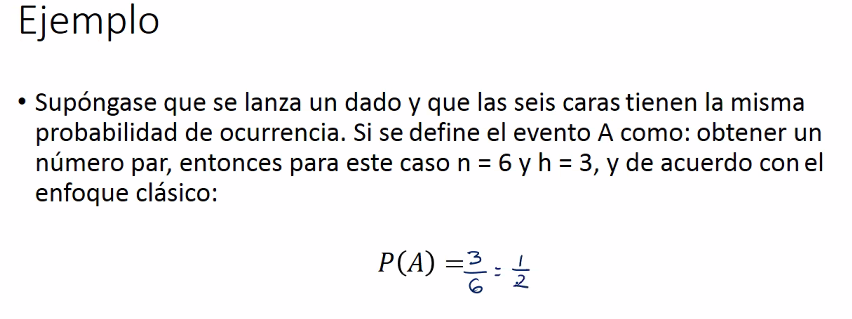 Ejemplo
• Supóngase que se lanza un dado y que las seis caras tienen la misma
probabilidad de ocurrencia. Si se define el evento A como: obtener un
número par, entonces para este caso n = 6 y h = 3, y de acuerdo con el
enfoque clásico:
P(A) = 3/6 = 1/2